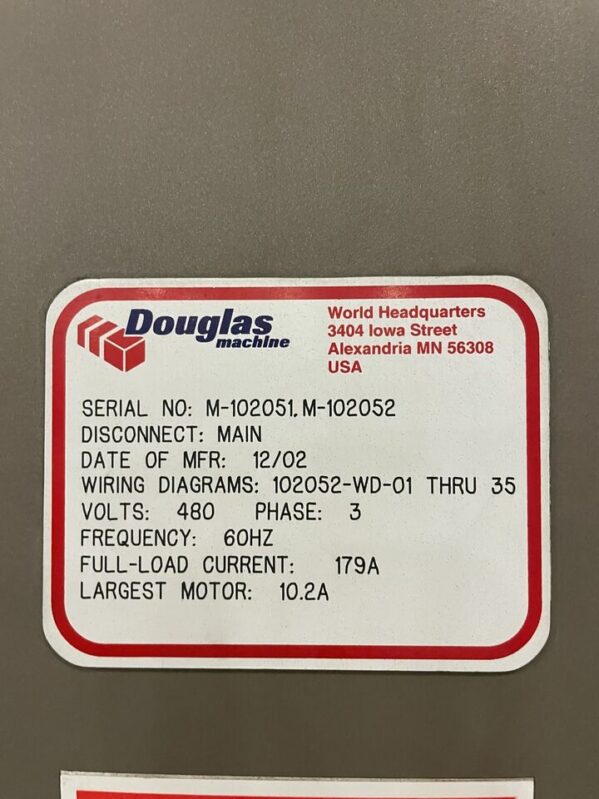 Douglas
machine
World Headquarters
3404 Iowa Street
Alexandria MN 56308
USA
SERIAL NO: M-102051, M-102052
DISCONNECT: MAIN
DATE OF MFR: 12/02
WIRING DIAGRAMS: 102052-WD-01 THRU 35
VOLTS: 480 PHASE: 3
FREQUENCY: 60HZ
FULL-LOAD CURRENT: 179A
LARGEST MOTOR: 10.2A